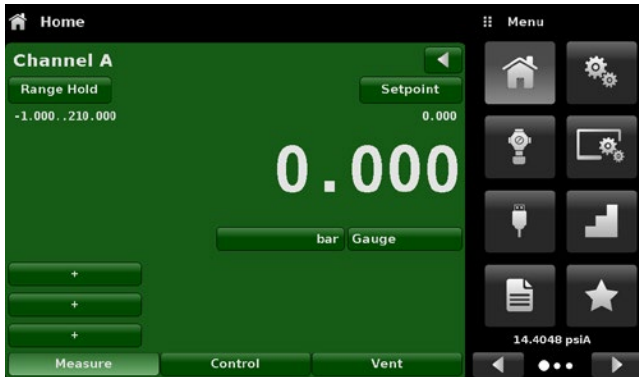 Home
Menu
Channel A
Range Hold
Setpoint
-1.000..210.000
0.000
0.000
bar
Gauge
+
+
+
14.4048 psiA
Measure
Control
Vent